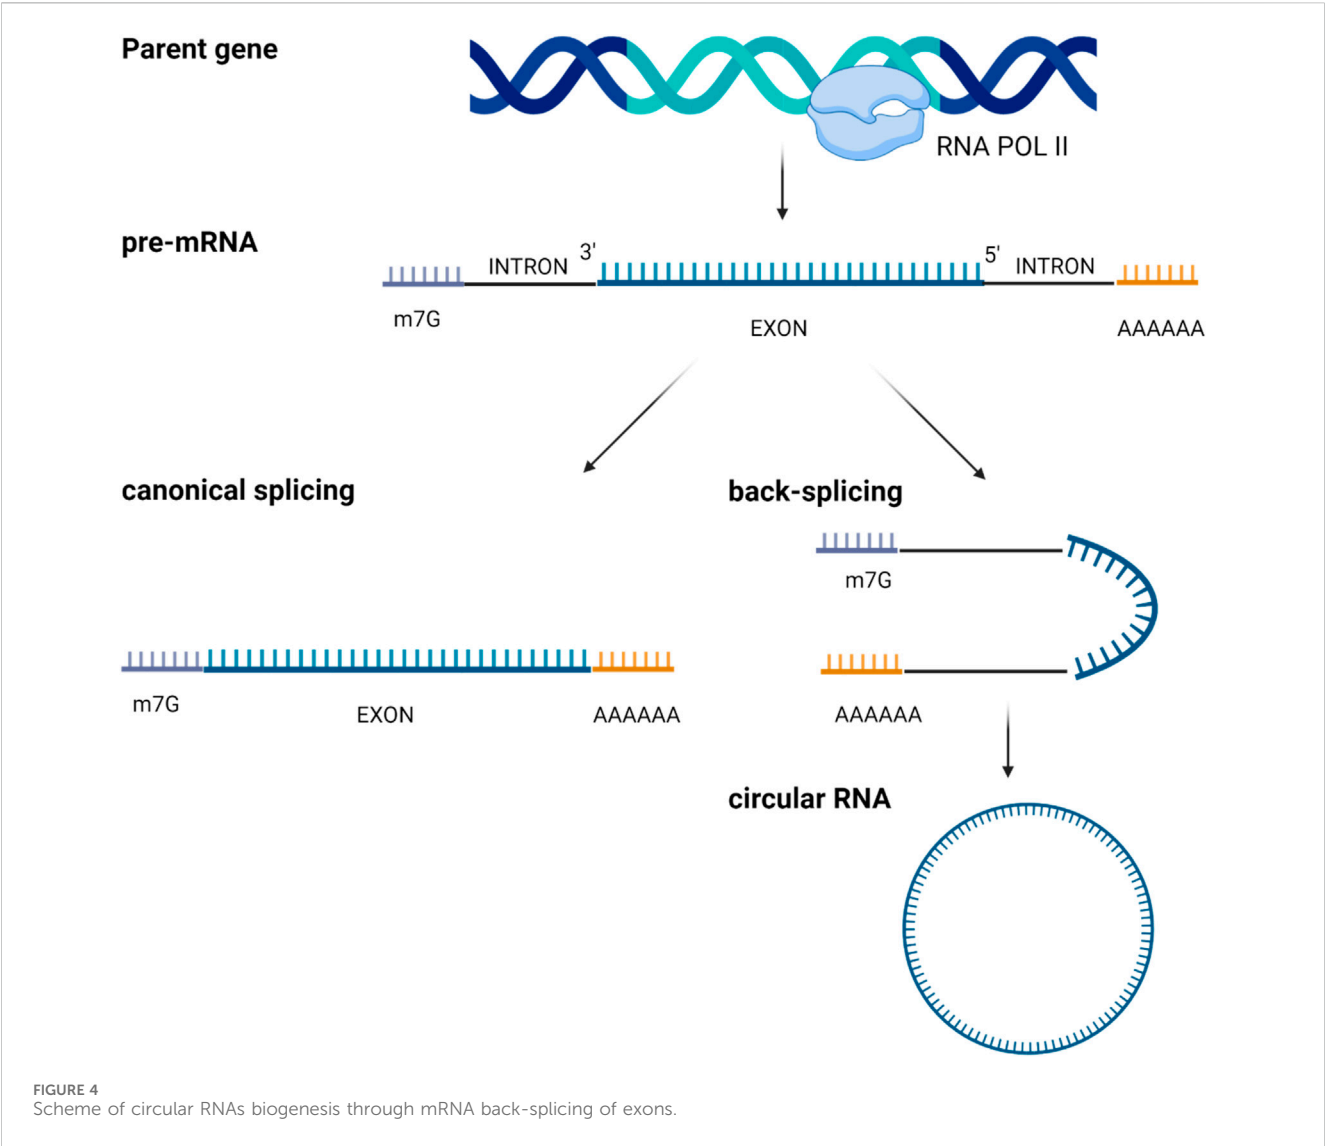 Parent gene
RNA POL II
pre-mRNA
INTRON 3' 5' INTRON
m7G EXON AAAAAA
canonical splicing
back-splicing
m7G
m7G EXON AAAAAA
AAAAAA
circular RNA
FIGURE 4
Scheme of circular RNAs biogenesis through mRNA back-splicing of exons.